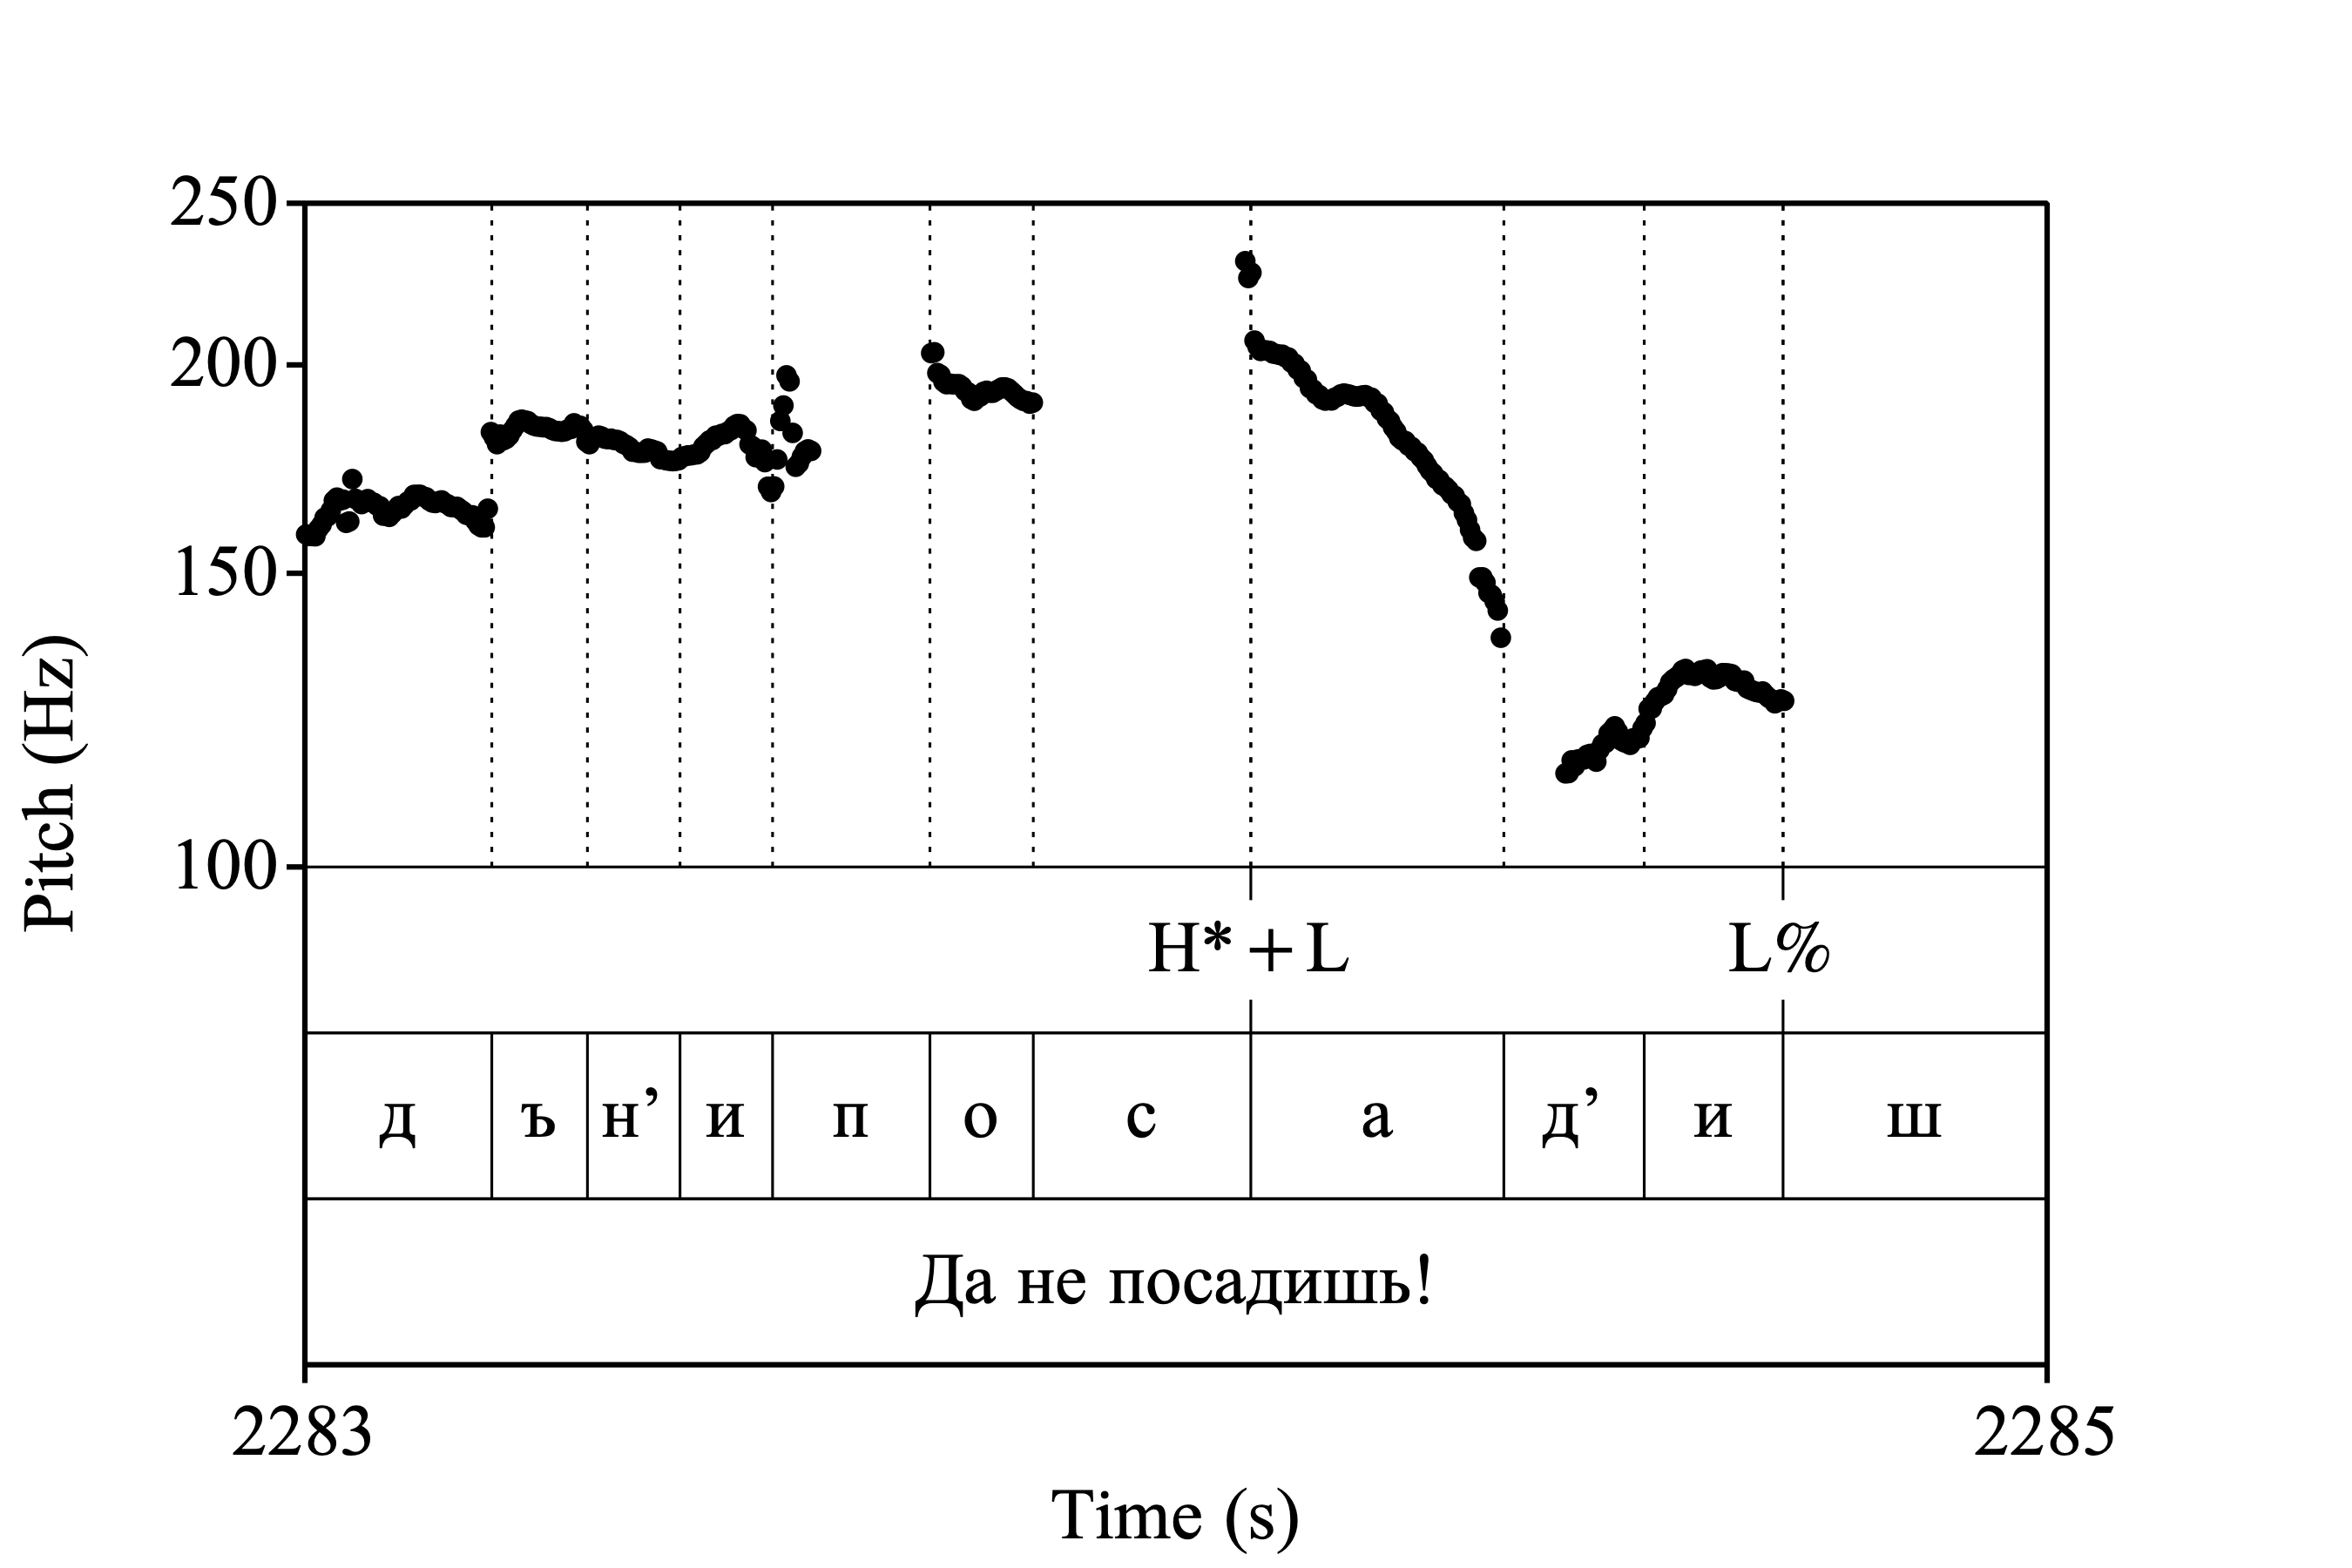 250
200
150
100
Pitch (Hz)
H*+L L%
д ъ н’ и п о с а д’ и ш
Да не посадишь!
2283 2285
Time (s)